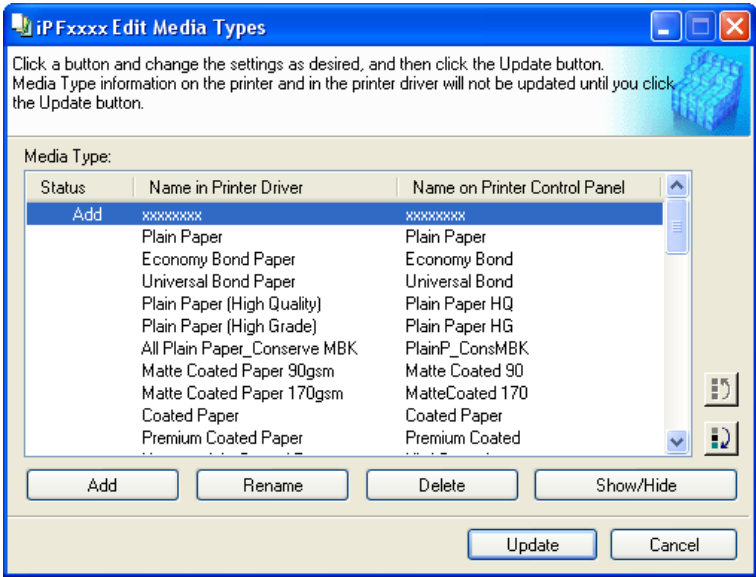 iPFxxxx Edit Media Types
Click a button and change the settings as desired, and then click the Update button.
Media Type information on the printer and in the printer driver will not be updated until you click
the Update button.
Media Type:
Status Name in Printer Driver Name on Printer Control Panel
Add xxxxxxxx xxxxxxxx
Plain Paper Plain Paper
Economy Bond Paper Economy Bond
Universal Bond Paper Universal Bond
Plain Paper (High Quality) Plain Paper HQ
Plain Paper (High Grade) Plain Paper HG
All Plain Paper_Conserve MBK PlainP_ConsMBK
Matte Coated Paper 90gsm Matte Coated 90
Matte Coated Paper 170gsm MatteCoated 170
Coated Paper Coated Paper
Premium Coated Paper Premium Coated
Add Rename Delete Show/Hide
Update Cancel